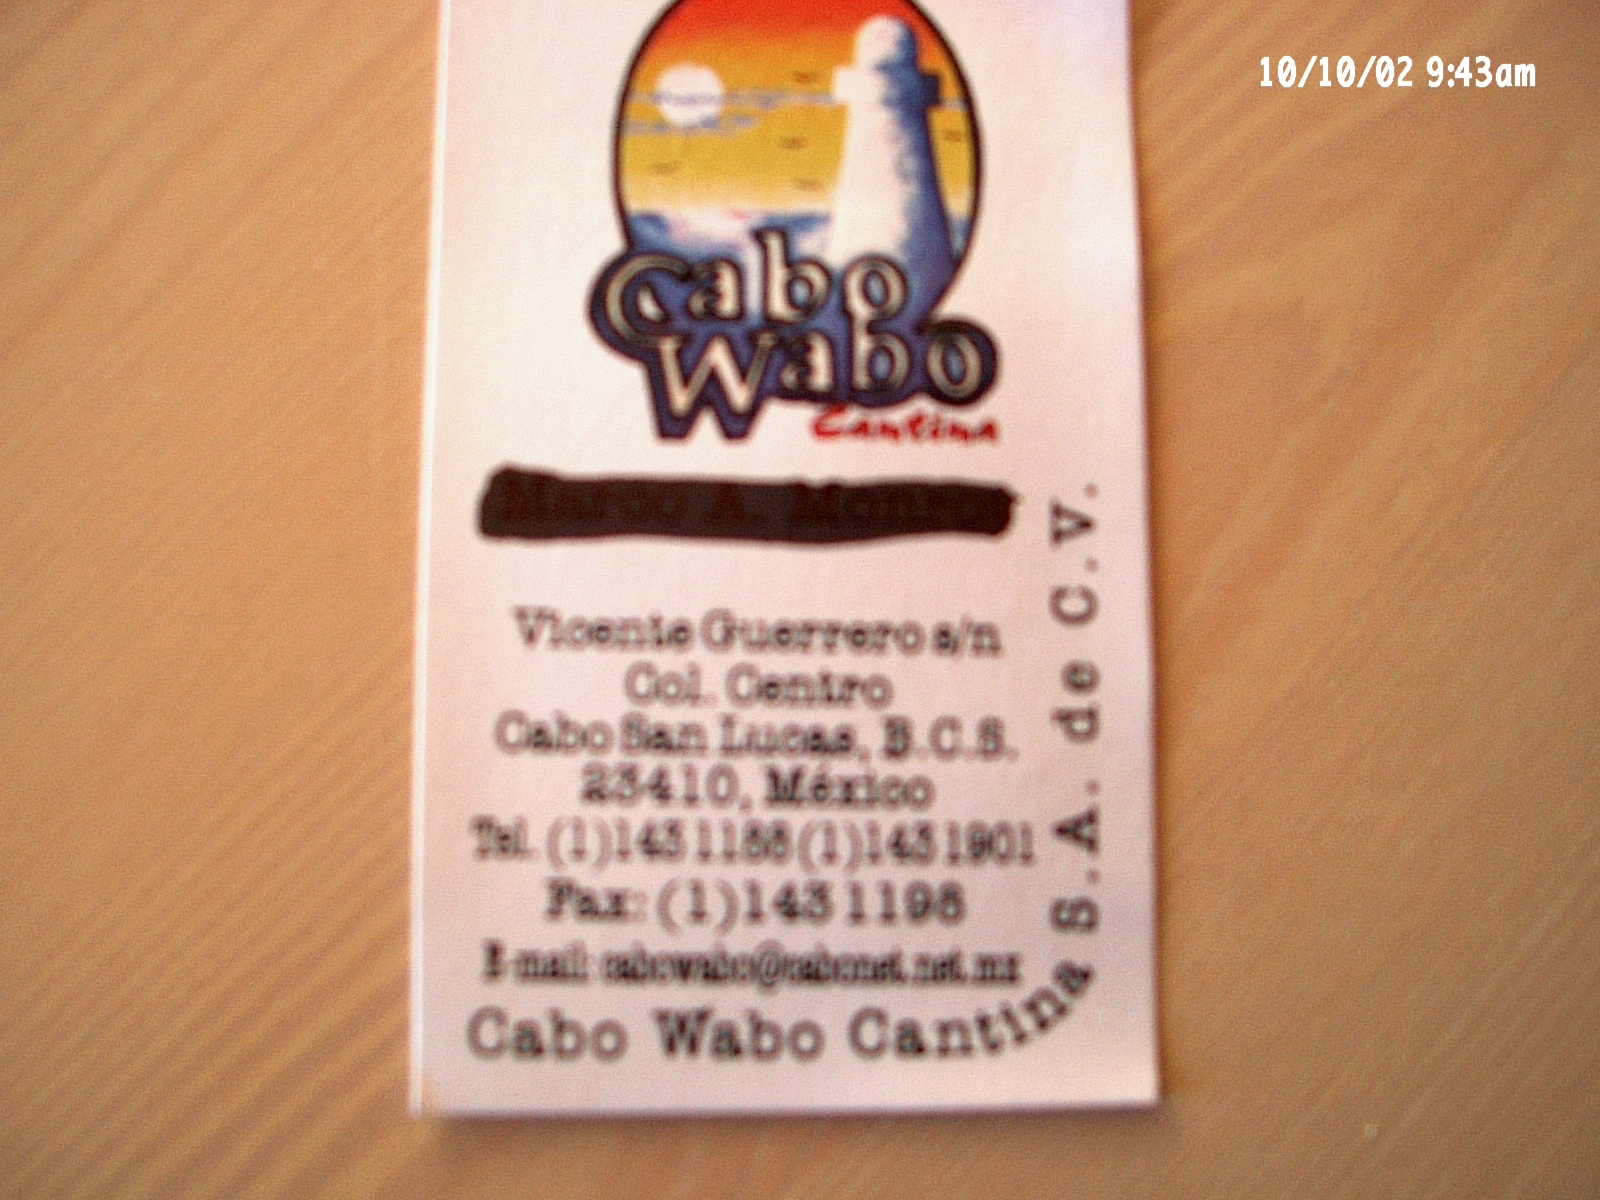 10/10/02 9:43am
Cabo
Wabo
Cantina
Vicente Guerrero s/n
Col. Centro
Cabo San Lucas, B.C.S.
23410, México
Tel. (1)143 1188 (1)143 1901
Fax: (1)143 1198
E-mail: cabowabo@cabonet.net.mx
Cabo Wabo Cantina S.A. de C.V.